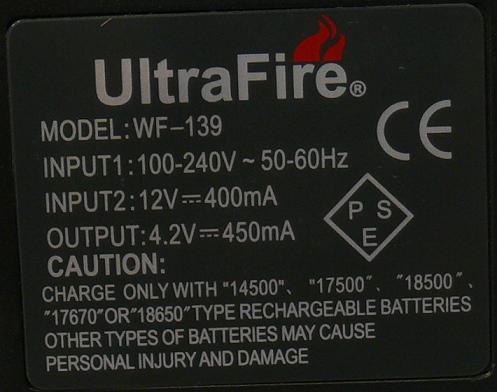 UltraFire®
MODEL:WF-139
CE
INPUT1:100-240V~50-60Hz
INPUT2:12V⎓400mA
PSE
OUTPUT:4.2V⎓450mA
CAUTION:
CHARGE ONLY WITH "14500"、"17500"、"18500"、
"17670"OR"18650"TYPE RECHARGEABLE BATTERIES
OTHER TYPES OF BATTERIES MAY CAUSE
PERSONAL INJURY AND DAMAGE